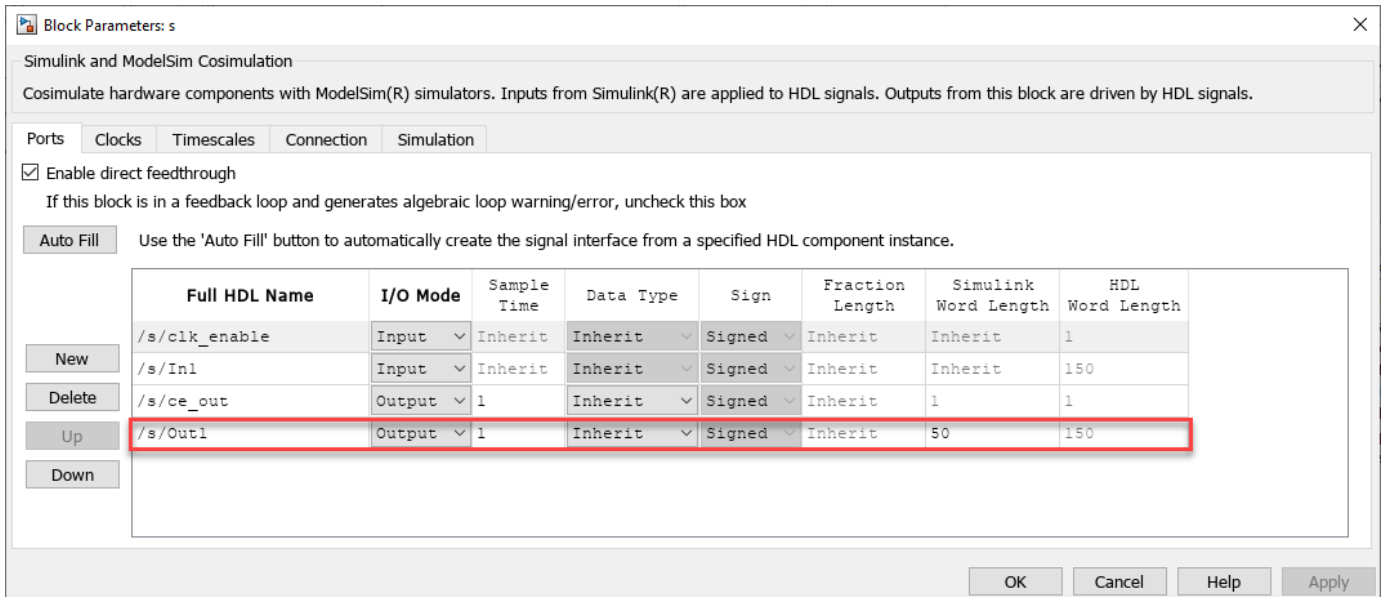 Block Parameters: s
Simulink and ModelSim Cosimulation
Cosimulate hardware components with ModelSim(R) simulators. Inputs from Simulink(R) are applied to HDL signals. Outputs from this block are driven by HDL signals.
Ports Clocks Timescales Connection Simulation
Enable direct feedthrough
If this block is in a feedback loop and generates algebraic loop warning/error, uncheck this box
Auto Fill Use the 'Auto Fill' button to automatically create the signal interface from a specified HDL component instance.
Full HDL Name I/O Mode Sample Time Data Type Sign Fraction Length Simulink Word Length HDL Word Length
/s/clk_enable Input Inherit Inherit Signed Inherit Inherit 1
New
/s/In1 Input Inherit Inherit Signed Inherit Inherit 150
Delete
/s/ce_out Output 1 Inherit Signed Inherit 1 1
Up
/s/Out1 Output 1 Inherit Signed Inherit 50 150
Down
OK Cancel Help Apply